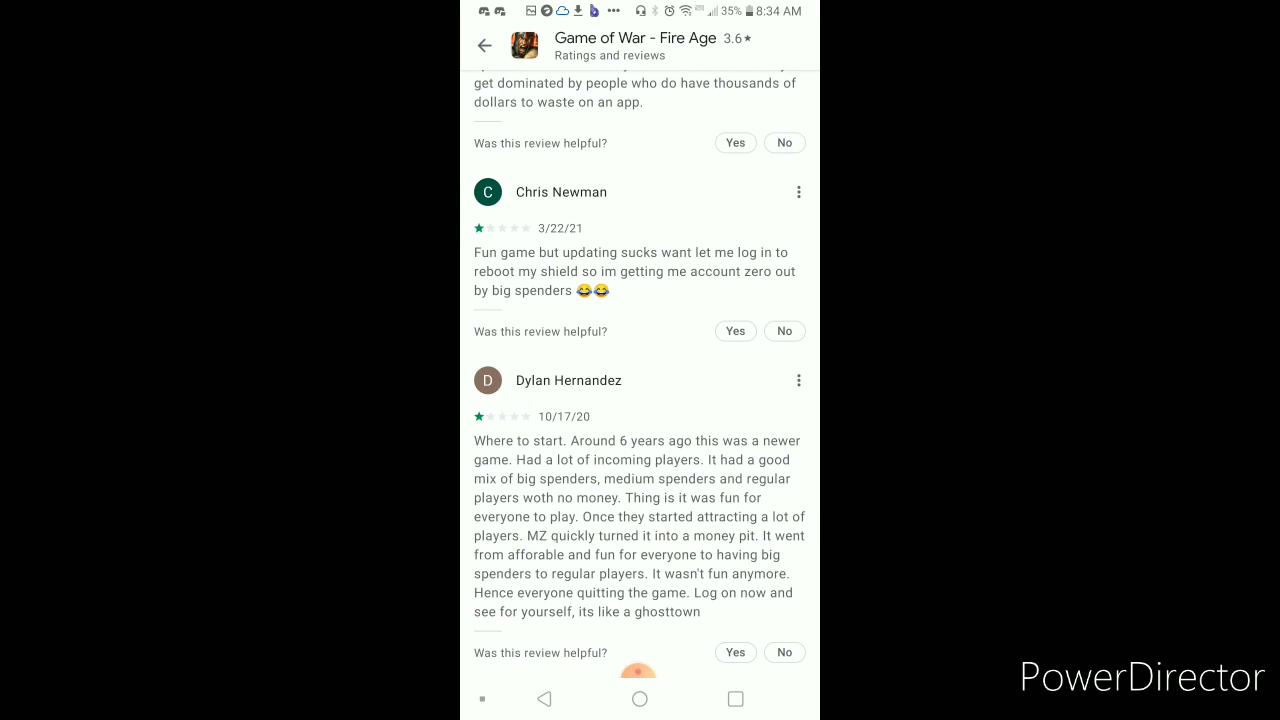 35% 8:34 AM
Game of War - Fire Age 3.6★
Ratings and reviews
get dominated by people who do have thousands of
dollars to waste on an app.
Was this review helpful? Yes No
C Chris Newman
3/22/21
Fun game but updating sucks want let me log in to
reboot my shield so im getting me account zero out
by big spenders 😂😂
Was this review helpful? Yes No
D Dylan Hernandez
10/17/20
Where to start. Around 6 years ago this was a newer
game. Had a lot of incoming players. It had a good
mix of big spenders, medium spenders and regular
players woth no money. Thing is it was fun for
everyone to play. Once they started attracting a lot of
players. MZ quickly turned it into a money pit. It went
from afforable and fun for everyone to having big
spenders to regular players. It wasn't fun anymore.
Hence everyone quitting the game. Log on now and
see for yourself, its like a ghosttown
Was this review helpful? Yes No
PowerDirector